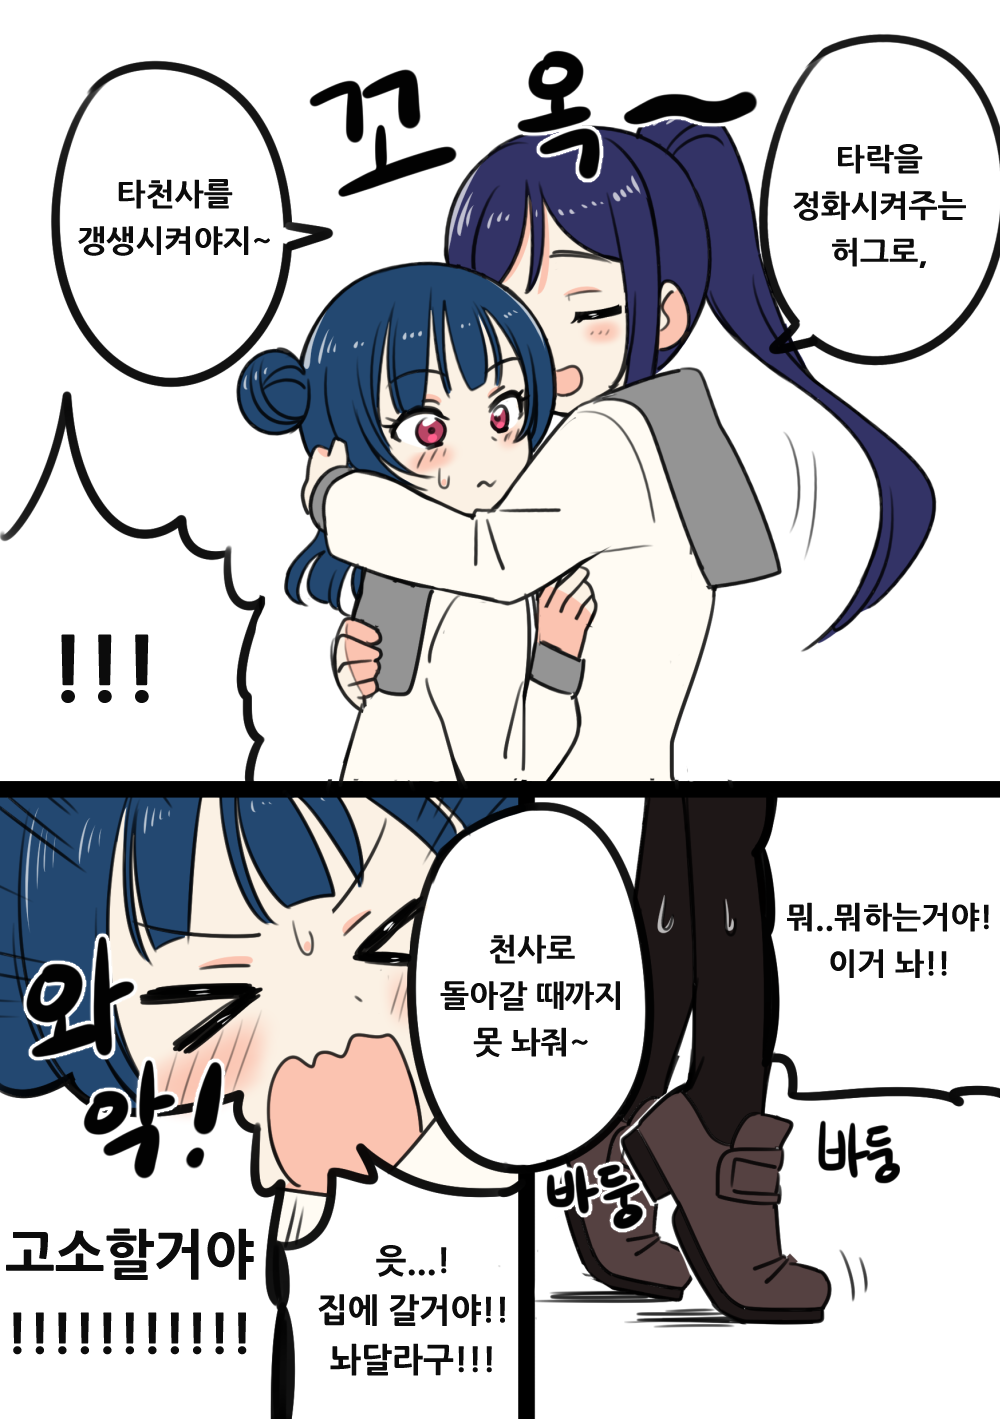 꼬옥~
타락을
정화시켜주는
허그로,
타천사를
갱생시켜야지~
!!!
뭐..뭐하는거야!
이거 놔!!
바둥
바둥
천사로
돌아갈 때까지
못 놔줘~
와
악!
웃...!
집에 갈거야!!
놔달라구!!!
고소할거야
!!!!!!!!!!!